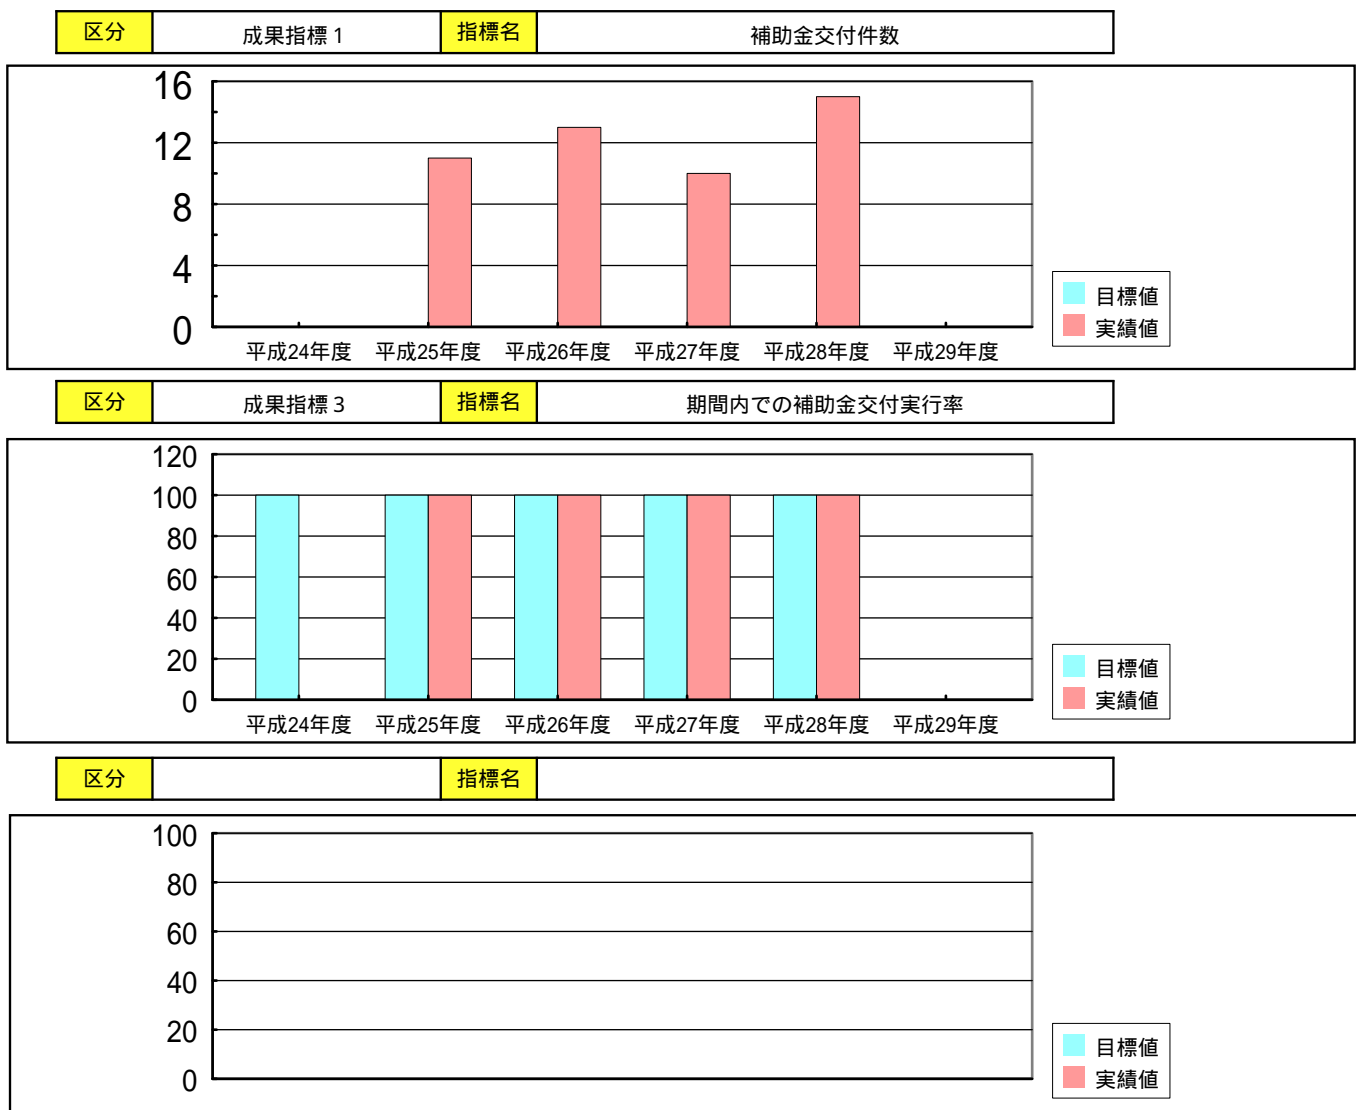 区分 成果指標1 指標名 補助金交付件数
16
12
8
4
0
平成24年度 平成25年度 平成26年度 平成27年度 平成28年度 平成29年度
目標値
実績値
区分 成果指標3 指標名 期間内での補助金交付実行率
120
100
80
60
40
20
0
平成24年度 平成25年度 平成26年度 平成27年度 平成28年度 平成29年度
目標値
実績値
区分 指標名
100
80
60
40
20
0
目標値
実績値